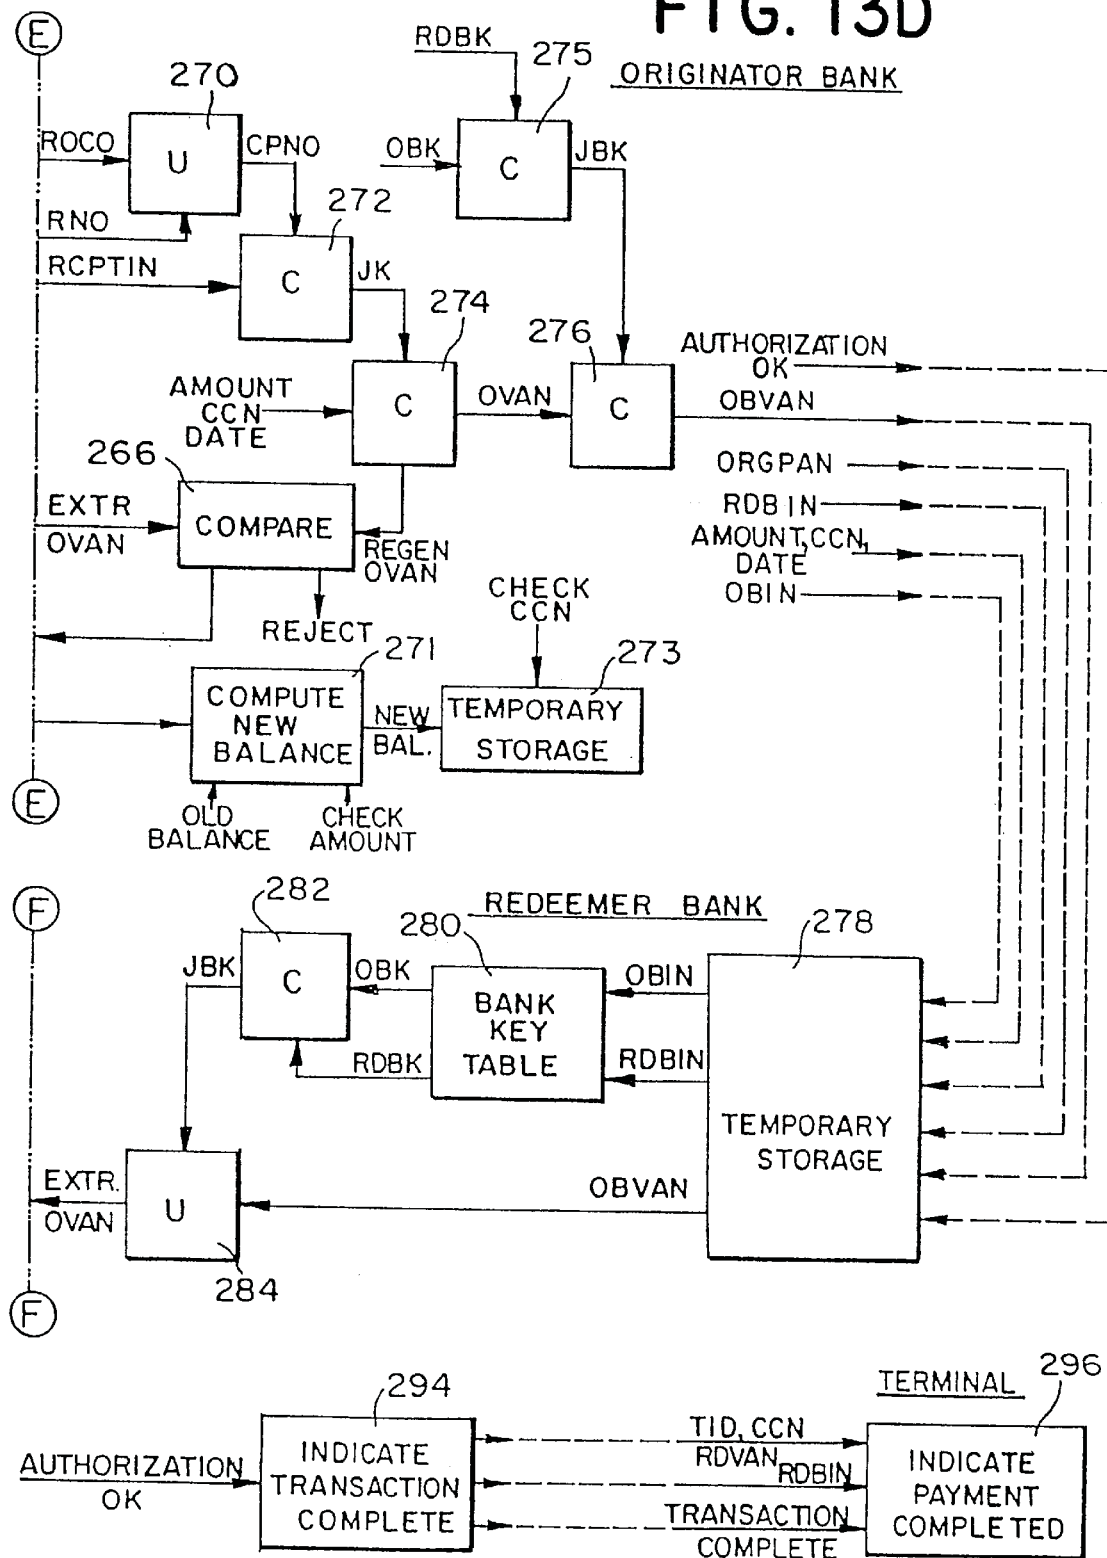 FIG. 13D
E
RDBK
275
ORIGINATOR BANK
270
ROCO
U
CPNO
OBK
C
JBK
272
RNO
RCPTIN
C
JK
274
276
AUTHORIZATION
OK
AMOUNT
CCN
DATE
C
OVAN
C
OBVAN
266
ORGPAN
EXTR
OVAN
COMPARE
REGEN
OVAN
RDBIN
AMOUNT,CCN,
DATE
OBIN
CHECK
CCN
REJECT
271
273
COMPUTE
NEW
BALANCE
NEW
BAL.
TEMPORARY
STORAGE
E
OLD
BALANCE
CHECK
AMOUNT
F
282
REDEEMER BANK
280
278
JBK
C
OBK
BANK
KEY
TABLE
OBIN
RDBK
RDBIN
TEMPORARY
STORAGE
EXTR.
OVAN
U
OBVAN
284
F
294
TERMINAL
296
AUTHORIZATION
OK
INDICATE
TRANSACTION
COMPLETE
TID, CCN
RDVAN
RDBIN
TRANSACTION
COMPLETE
INDICATE
PAYMENT
COMPLETED